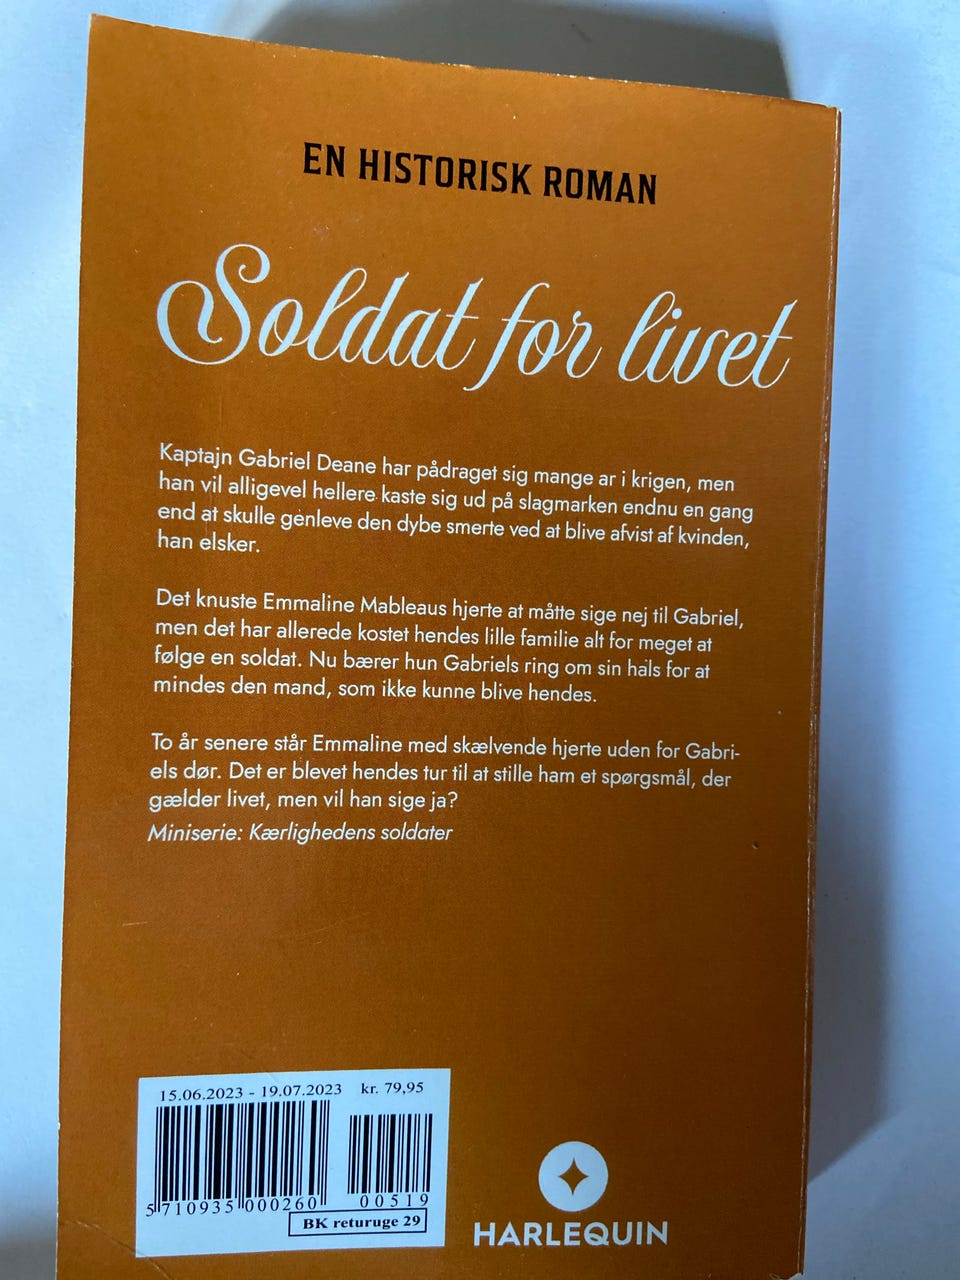 EN HISTORISK ROMAN
Soldat for livet
Kaptajn Gabriel Deane har pådraget sig mange ar i krigen, men
han vil alligevel hellere kaste sig ud på slagmarken endnu en gang
end at skulle genleve den dybe smerte ved at blive afvist af kvinden,
han elsker.
Det knuste Emmaline Mableaus hjerte at måtte sige nej til Gabriel,
men det har allerede kostet hendes lille familie alt for meget at
følge en soldat. Nu bærer hun Gabriels ring om sin hals for at
mindes den mand, som ikke kunne blive hendes.
To år senere står Emmaline med skælvende hjerte uden for Gabri-
els dør. Det er blevet hendes tur til at stille ham et spørgsmål, der
gælder livet, men vil han sige ja?
Miniserie: Kærlighedens soldater
15.06.2023 - 19.07.2023 kr. 79,95
5 710935 000260 00519
BK returuge 29
HARLEQUIN